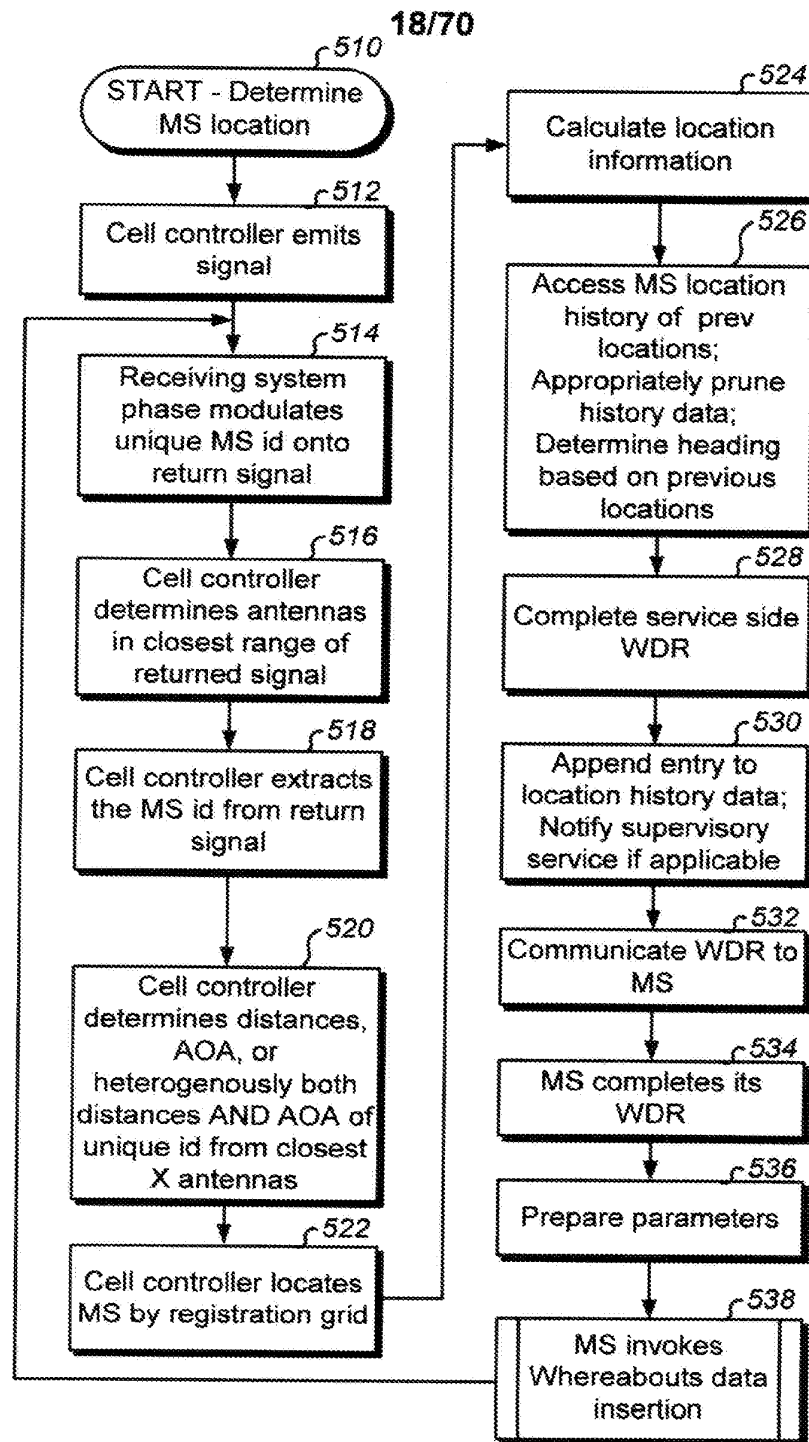 18/70
510
START - Determine
MS location
512
Cell controller emits
signal
514
Receiving system
phase modulates
unique MS id onto
return signal
516
Cell controller
determines antennas
in closest range of
returned signal
518
Cell controller extracts
the MS id from return
signal
520
Cell controller
determines distances,
AOA, or
heterogenously both
distances AND AOA of
unique id from closest
X antennas
522
Cell controller locates
MS by registration grid
524
Calculate location
information
526
Access MS location
history of prev
locations;
Appropriately prune
history data;
Determine heading
based on previous
locations
528
Complete service side
WDR
530
Append entry to
location history data;
Notify supervisory
service if applicable
532
Communicate WDR to
MS
534
MS completes its
WDR
536
Prepare parameters
538
MS invokes
Whereabouts data
insertion